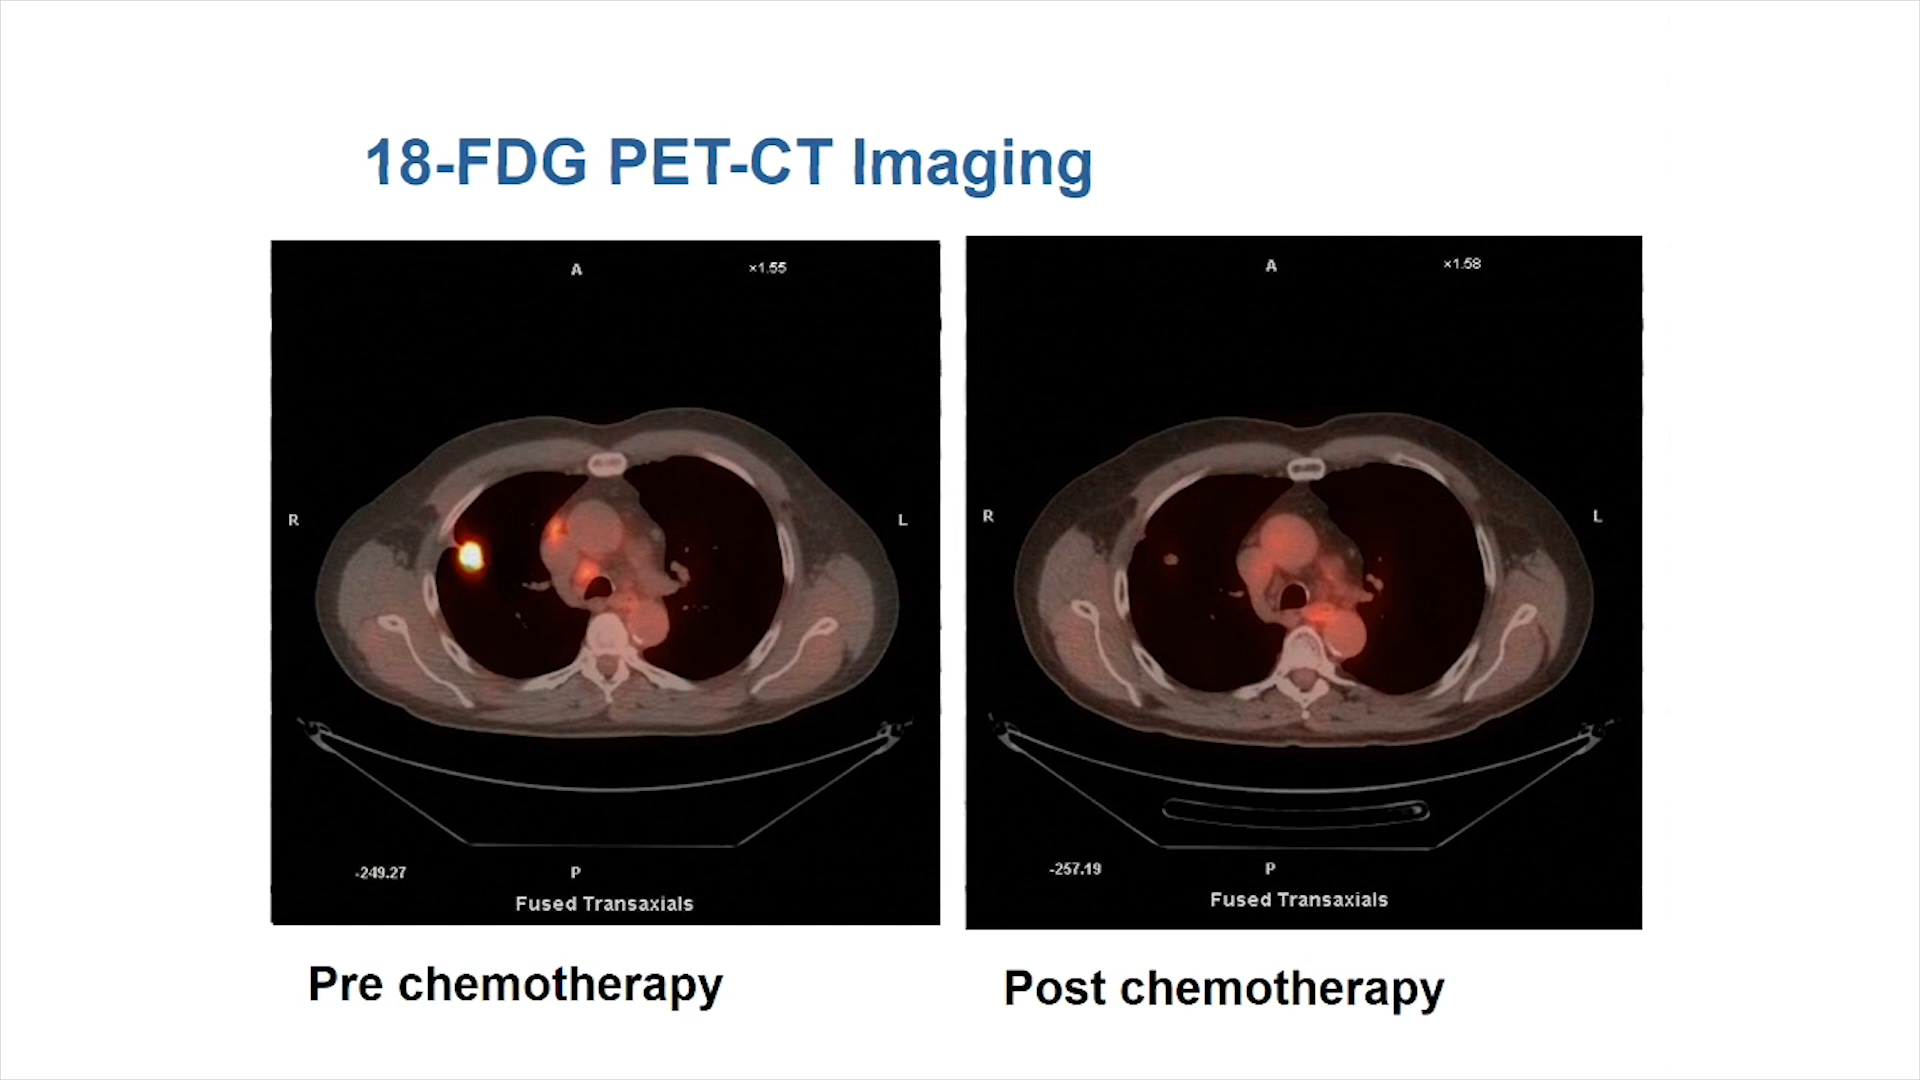 18-FDG PET-CT Imaging
A
×1.55
R
L
-249.27
P
Fused Transaxials
Pre chemotherapy
A
×1.58
R
L
-257.19
P
Fused Transaxials
Post chemotherapy